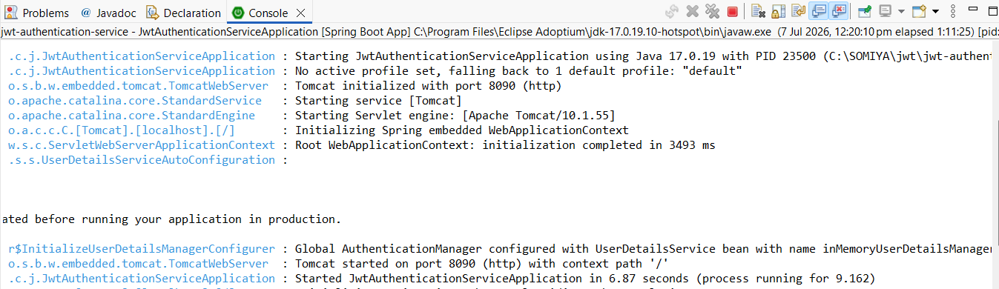 Problems @ Javadoc Declaration Console
jwt-authentication-service - JwtAuthenticationServiceApplication [Spring Boot App] C:\Program Files\Eclipse Adoptium\jdk-17.0.19.10-hotspot\bin\javaw.exe (7 Jul 2026, 12:20:10 pm elapsed 1:11:25) [pid:
.c.j.JwtAuthenticationServiceApplication : Starting JwtAuthenticationServiceApplication using Java 17.0.19 with PID 23500 (C:\SOMIYA\jwt\jwt-authent
.c.j.JwtAuthenticationServiceApplication : No active profile set, falling back to 1 default profile: "default"
o.s.b.w.embedded.tomcat.TomcatWebServer : Tomcat initialized with port 8090 (http)
o.apache.catalina.core.StandardService : Starting service [Tomcat]
o.apache.catalina.core.StandardEngine : Starting Servlet engine: [Apache Tomcat/10.1.55]
o.a.c.c.C.[Tomcat].[localhost].[/] : Initializing Spring embedded WebApplicationContext
w.s.c.ServletWebServerApplicationContext : Root WebApplicationContext: initialization completed in 3493 ms
.s.s.UserDetailsServiceAutoConfiguration :
ated before running your application in production.
r$InitializeUserDetailsManagerConfigurer : Global AuthenticationManager configured with UserDetailsService bean with name inMemoryUserDetailsManager
o.s.b.w.embedded.tomcat.TomcatWebServer : Tomcat started on port 8090 (http) with context path '/'
.c.j.JwtAuthenticationServiceApplication : Started JwtAuthenticationServiceApplication in 6.87 seconds (process running for 9.162)